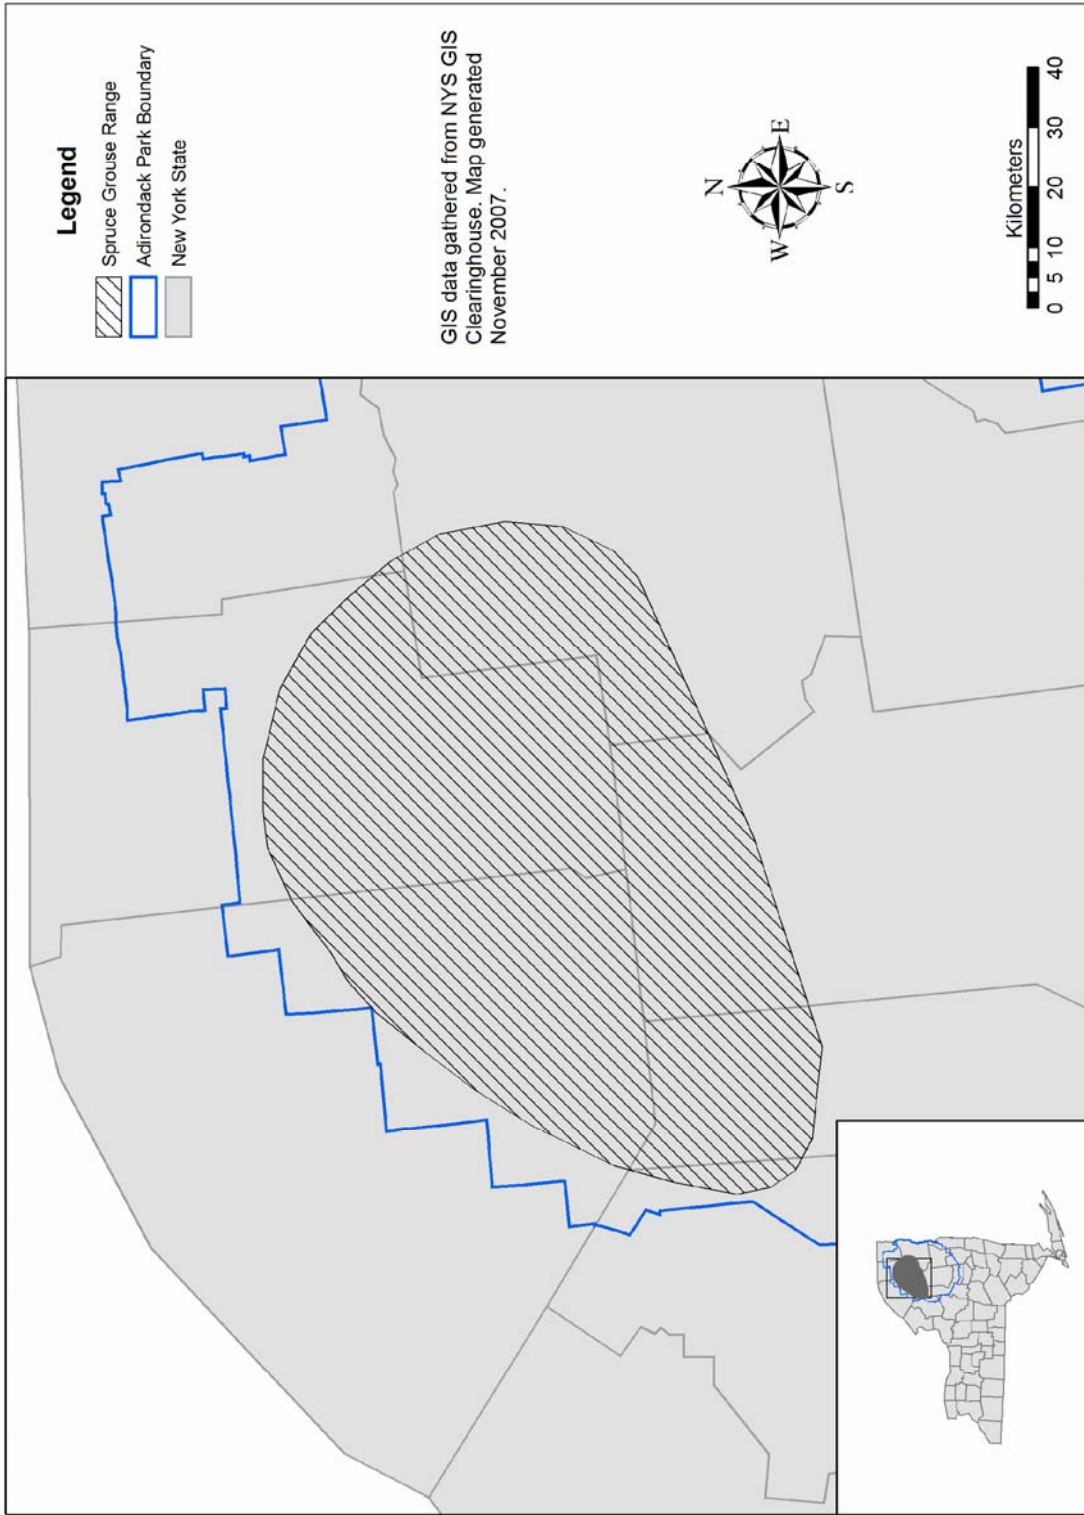 Legend
Spruce Grouse Range
Adirondack Park Boundary
New York State
GIS data gathered from NYS GIS
Clearinghouse. Map generated
November 2007.
N
W
E
S
Kilometers
0 5 10 20 30 40